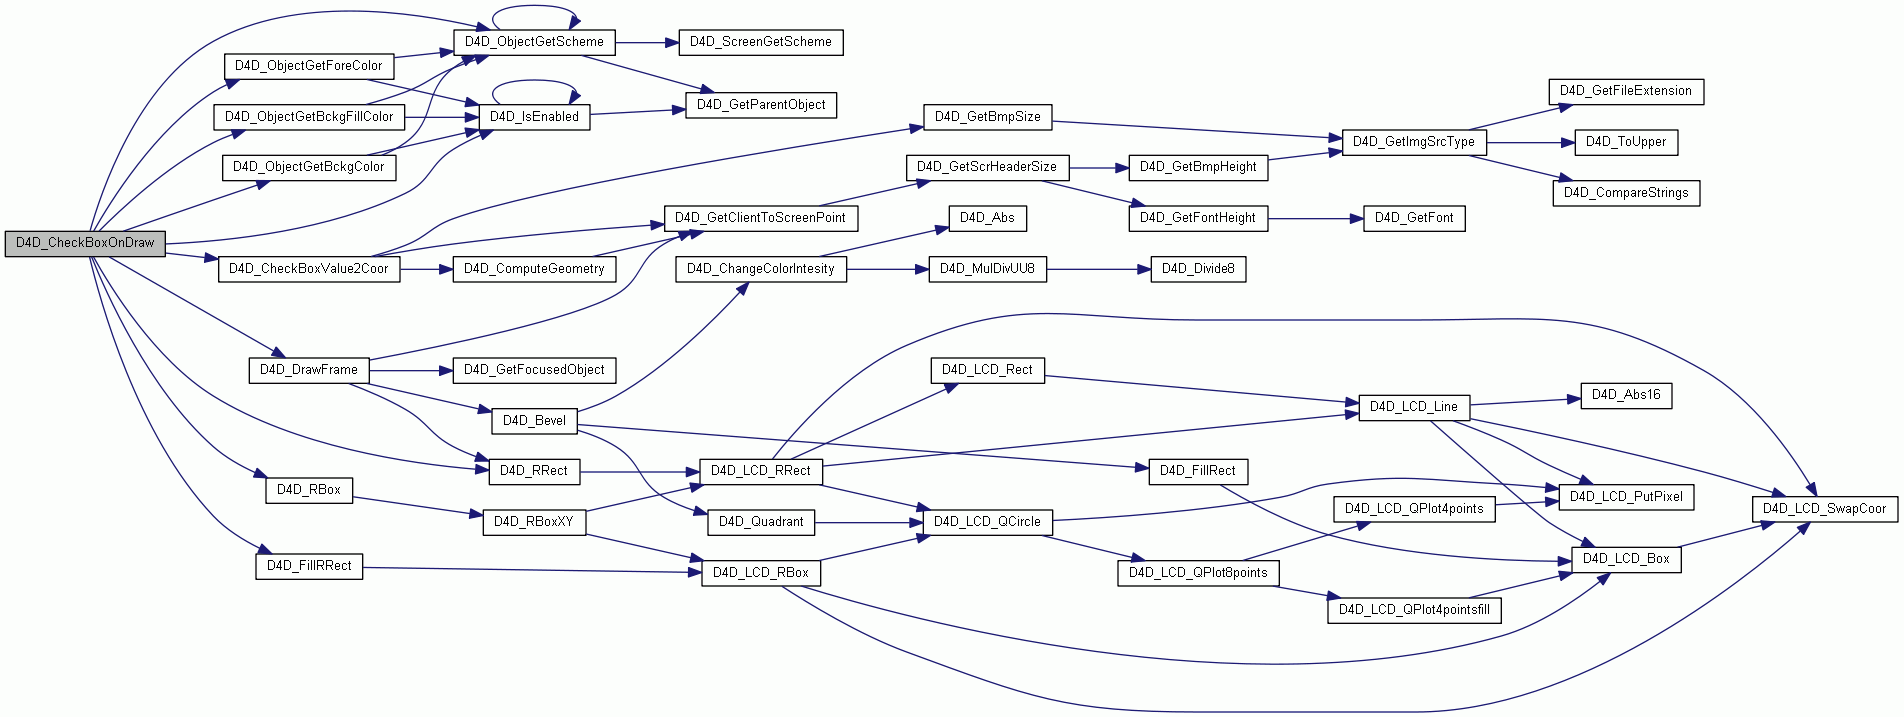 D4D_CheckBoxOnDraw
D4D_ObjectGetForeColor
D4D_ObjectGetBckgFillColor
D4D_ObjectGetBckgColor
D4D_CheckBoxValue2Coor
D4D_DrawFrame
D4D_RBox
D4D_FillRRect
D4D_ObjectGetScheme
D4D_IsEnabled
D4D_ComputeGeometry
D4D_GetFocusedObject
D4D_Bevel
D4D_RRect
D4D_RBoxXY
D4D_ScreenGetScheme
D4D_GetParentObject
D4D_GetClientToScreenPoint
D4D_ChangeColorIntesity
D4D_LCD_RRect
D4D_Quadrant
D4D_LCD_RBox
D4D_GetBmpSize
D4D_GetScrHeaderSize
D4D_Abs
D4D_MulDivUU8
D4D_LCD_Rect
D4D_LCD_QCircle
D4D_GetBmpHeight
D4D_GetFontHeight
D4D_Divide8
D4D_FillRect
D4D_LCD_QPlot8points
D4D_GetImgSrcType
D4D_GetFont
D4D_LCD_Line
D4D_LCD_QPlot4points
D4D_LCD_QPlot4pointsfill
D4D_GetFileExtension
D4D_ToUpper
D4D_CompareStrings
D4D_Abs16
D4D_LCD_PutPixel
D4D_LCD_Box
D4D_LCD_SwapCoor